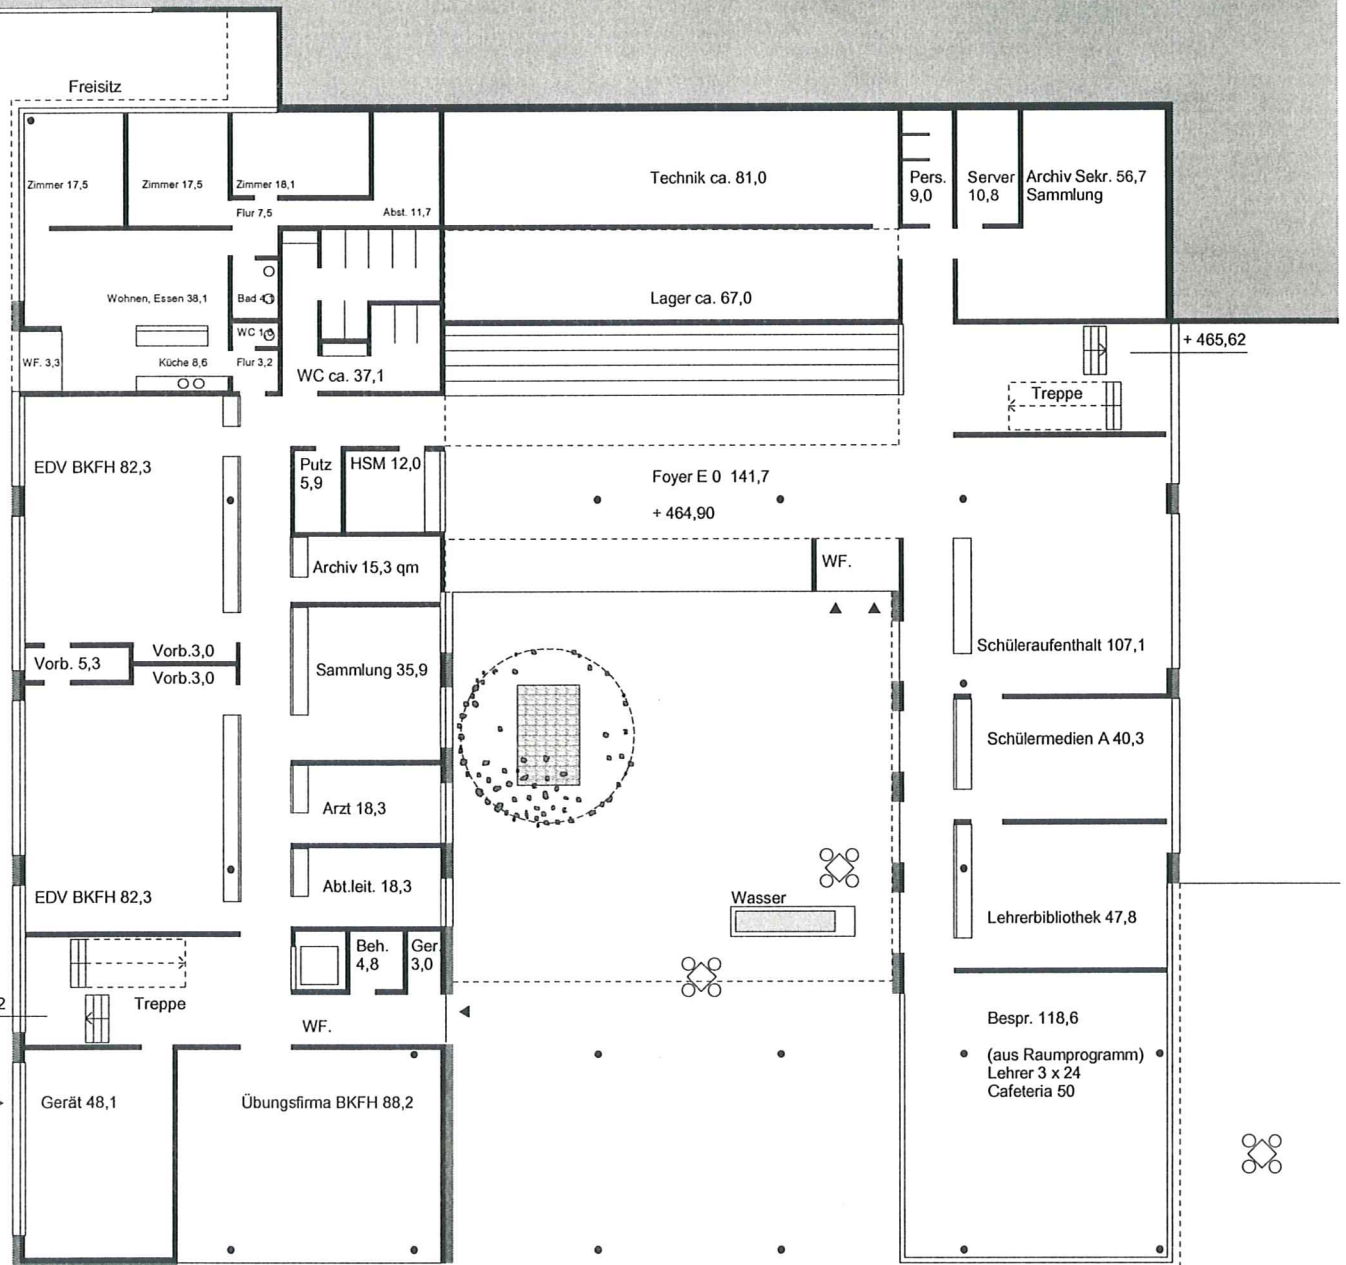 Freisitz
Zimmer 17,5
Zimmer 17,5
Zimmer 18,1
Flur 7,5
Abst. 11,7
Technik ca. 81,0
Pers.
9,0
Server
10,8
Archiv Sekr. 56,7
Sammlung
Wohnen, Essen 38,1
Bad
Lager ca. 67,0
WC
WF. 3,3
Küche 8,6
Flur 3,2
WC ca. 37,1
+ 465,62
Treppe
EDV BKFH 82,3
Putz
5,9
HSM 12,0
Foyer E 0 141,7
+ 464,90
Archiv 15,3 qm
WF.
Vorb. 5,3
Vorb.3,0
Vorb.3,0
Sammlung 35,9
Schüleraufenthalt 107,1
Schülermedien A 40,3
Arzt 18,3
EDV BKFH 82,3
Abt.leit. 18,3
Wasser
Lehrerbibliothek 47,8
Beh.
4,8
Ger.
3,0
2
Treppe
WF.
Bespr. 118,6
(aus Raumprogramm)
Lehrer 3 x 24
Cafeteria 50
Gerät 48,1
Übungsfirma BKFH 88,2